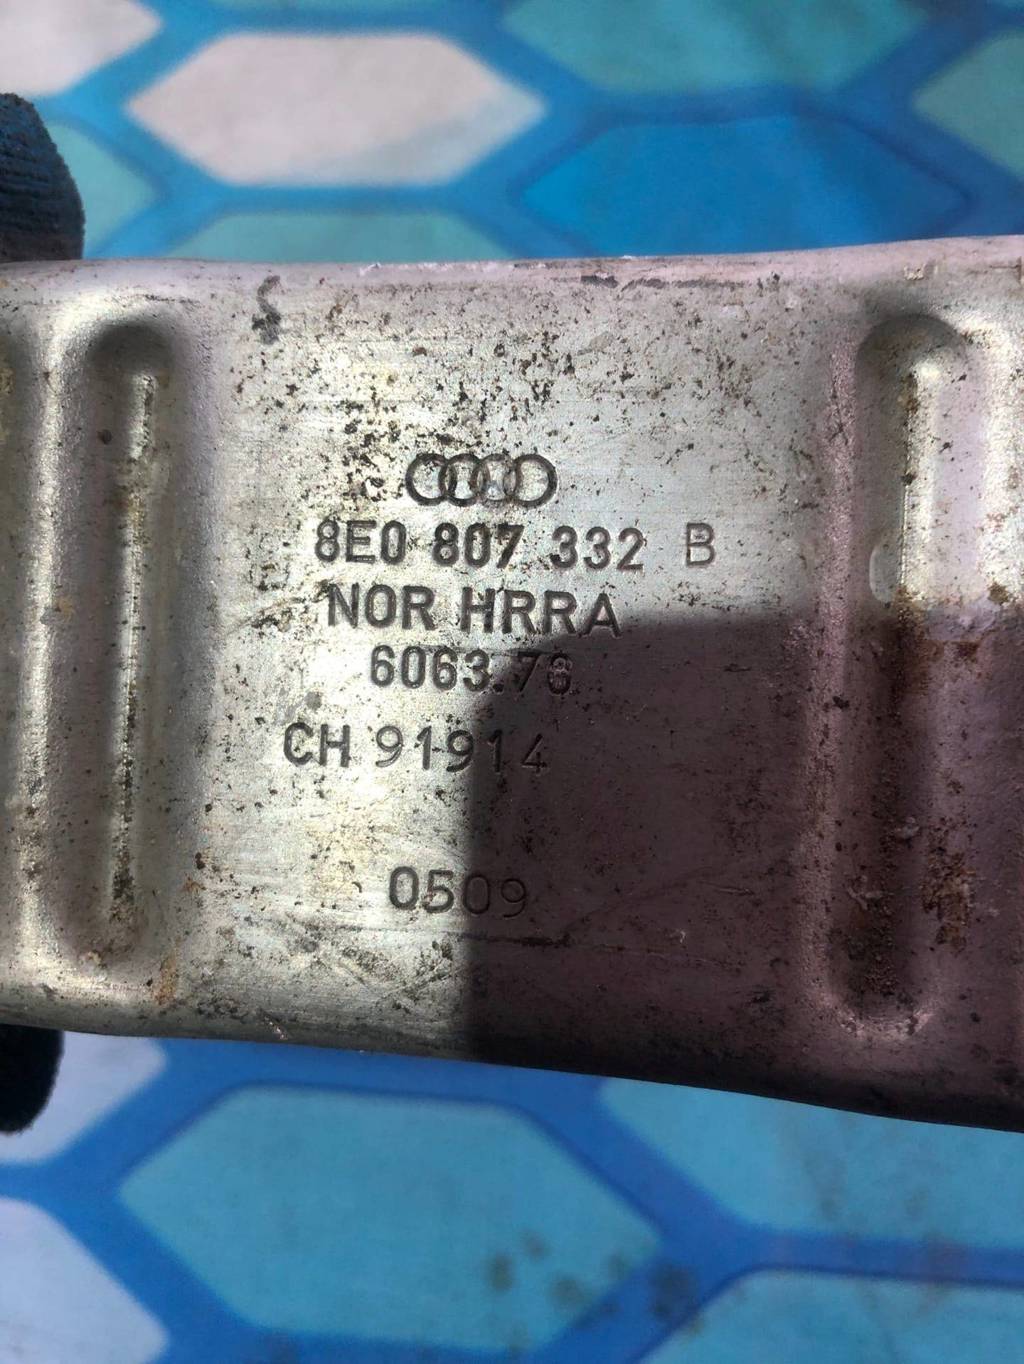 8E0 807 332 B
NOR HRRA
6063.78
CH 91914
0509